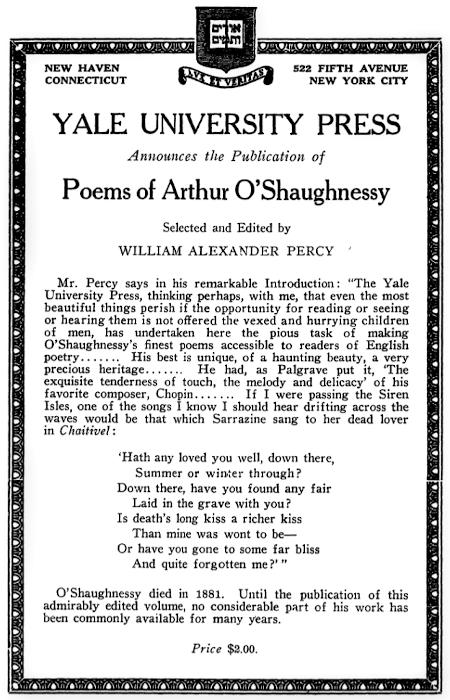 אורים
ותמים
LVX ET VERITAS
NEW HAVEN
CONNECTICUT
522 FIFTH AVENUE
NEW YORK CITY
YALE UNIVERSITY PRESS
Announces the Publication of
Poems of Arthur O'Shaughnessy
Selected and Edited by
WILLIAM ALEXANDER PERCY
Mr. Percy says in his remarkable Introduction: "The Yale
University Press, thinking perhaps, with me, that even the most
beautiful things perish if the opportunity for reading or seeing
or hearing them is not offered the vexed and hurrying children
of men, has undertaken here the pious task of making
O'Shaughnessy's finest poems accessible to readers of English
poetry....... His best is unique, of a haunting beauty, a very
precious heritage....... He had, as Palgrave put it, 'The
exquisite tenderness of touch, the melody and delicacy' of his
favorite composer, Chopin....... If I were passing the Siren
Isles, one of the songs I know I should hear drifting across the
waves would be that which Sarrazine sang to her dead lover
in Chaitivel:
'Hath any loved you well, down there,
Summer or winter through?
Down there, have you found any fair
Laid in the grave with you?
Is death's long kiss a richer kiss
Than mine was wont to be—
Or have you gone to some far bliss
And quite forgotten me?' "
O'Shaughnessy died in 1881. Until the publication of this
admirably edited volume, no considerable part of his work has
been commonly available for many years.
Price $2.00.